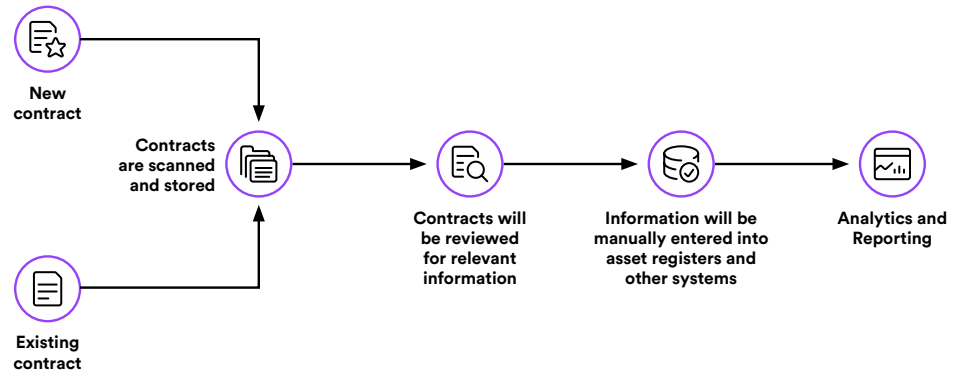 New
contract
Contracts
are scanned
and stored
Contracts will
be reviewed
for relevant
information
Information will be
manually entered into
asset registers and
other systems
Analytics and
Reporting
Existing
contract